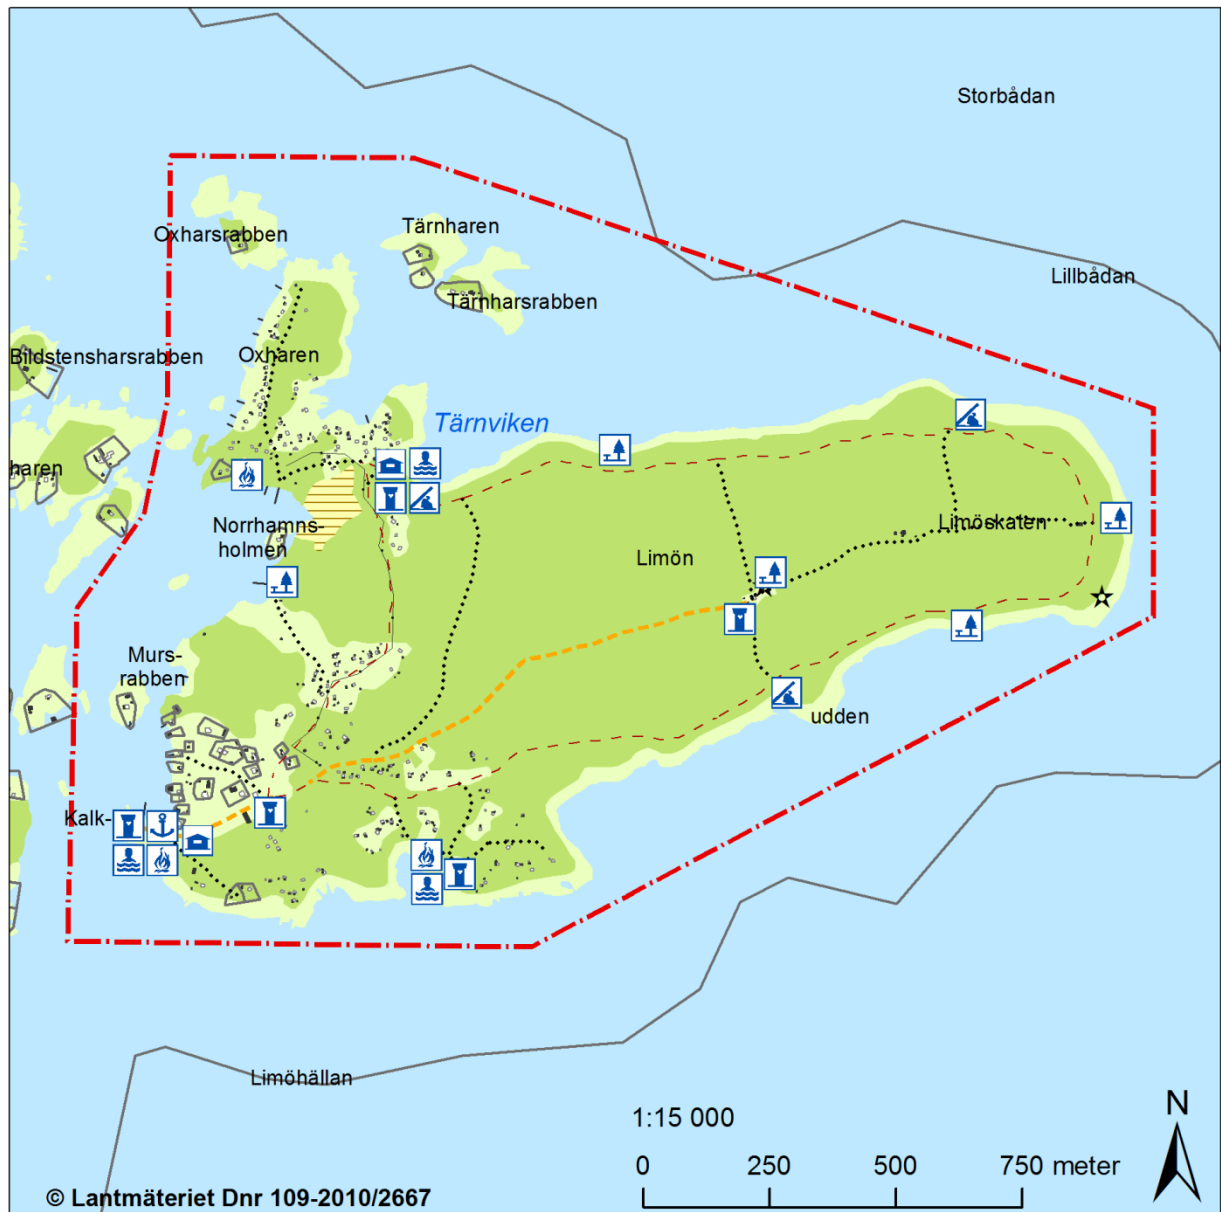 Storbådan
Oxharsrabben
Tärnharen
Lillbådan
Tärnharsrabben
Bildstensharsrabben
Oxharen
Tärnviken
haren
Norrhamns-
holmen
Limöskaten
Limön
Murs-
rabben
udden
Kalk-
Limöhällan
1:15 000
N
0 250 500 750 meter
© Lantmäteriet Dnr 109-2010/2667